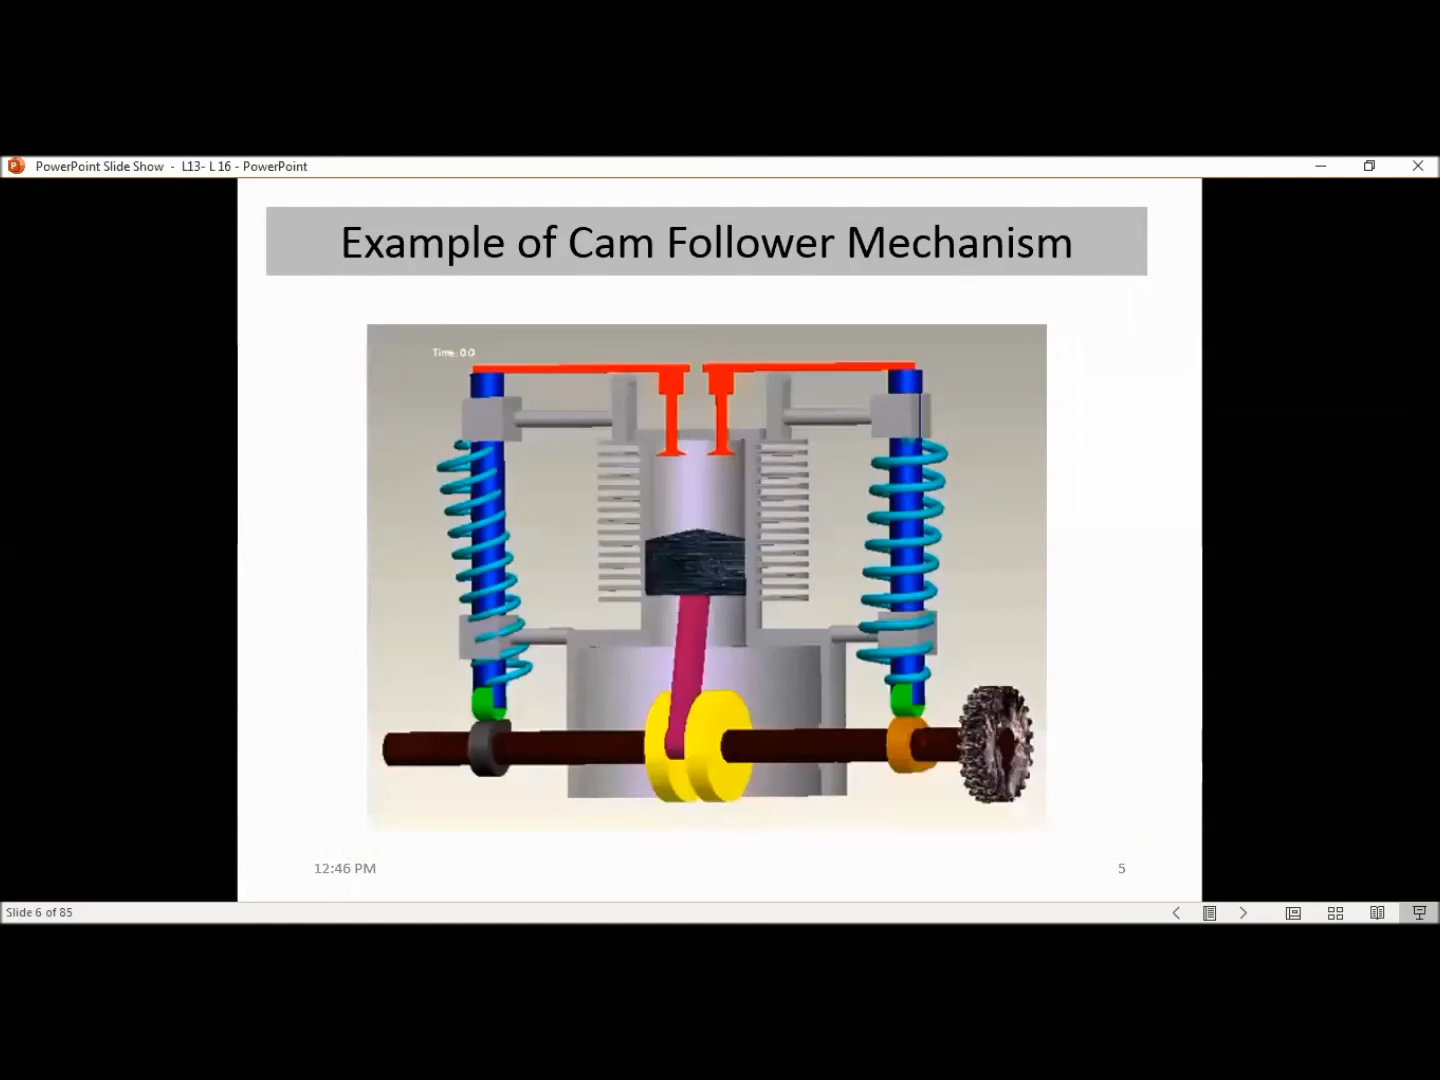 PowerPoint Slide Show - L13- L 16 - PowerPoint
Example of Cam Follower Mechanism
Time: 0.0
12:46 PM
5
Slide 6 of 85